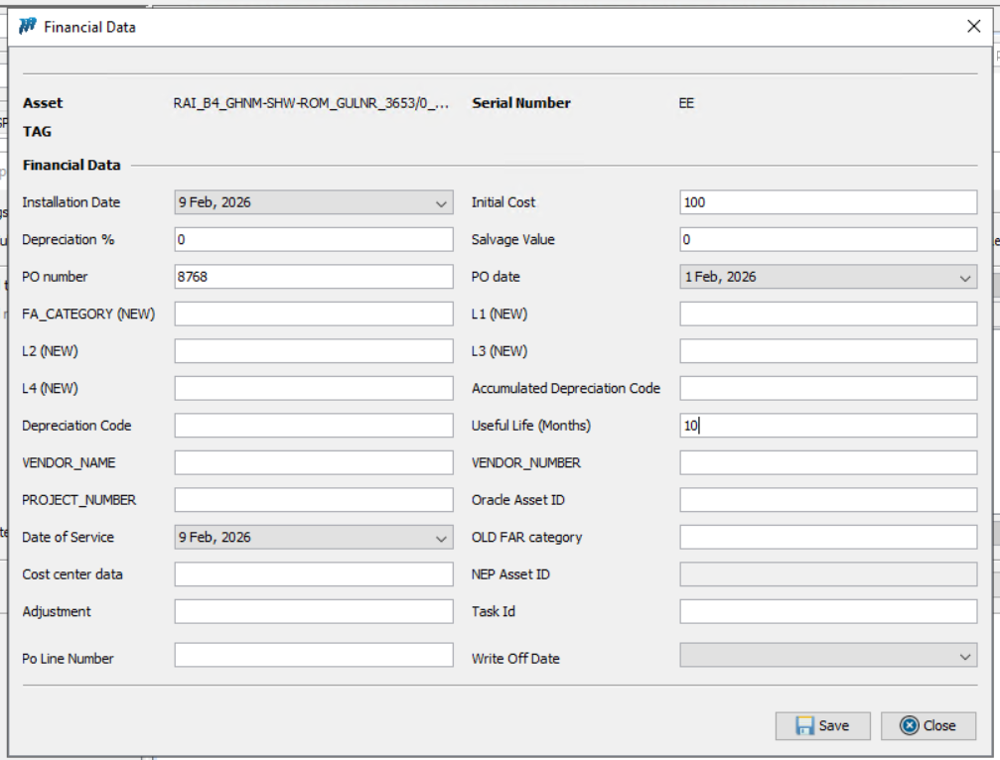 Financial Data
Asset RAI_B4_GHNM-SHW-ROM_GULNR_3653/0_... Serial Number EE
TAG
Financial Data
Installation Date 9 Feb, 2026 Initial Cost 100
Depreciation % 0 Salvage Value 0
PO number 8768 PO date 1 Feb, 2026
FA_CATEGORY (NEW) L1 (NEW)
L2 (NEW) L3 (NEW)
L4 (NEW) Accumulated Depreciation Code
Depreciation Code Useful Life (Months) 10
VENDOR_NAME VENDOR_NUMBER
PROJECT_NUMBER Oracle Asset ID
Date of Service 9 Feb, 2026 OLD FAR category
Cost center data NEP Asset ID
Adjustment Task Id
Po Line Number Write Off Date
Save Close